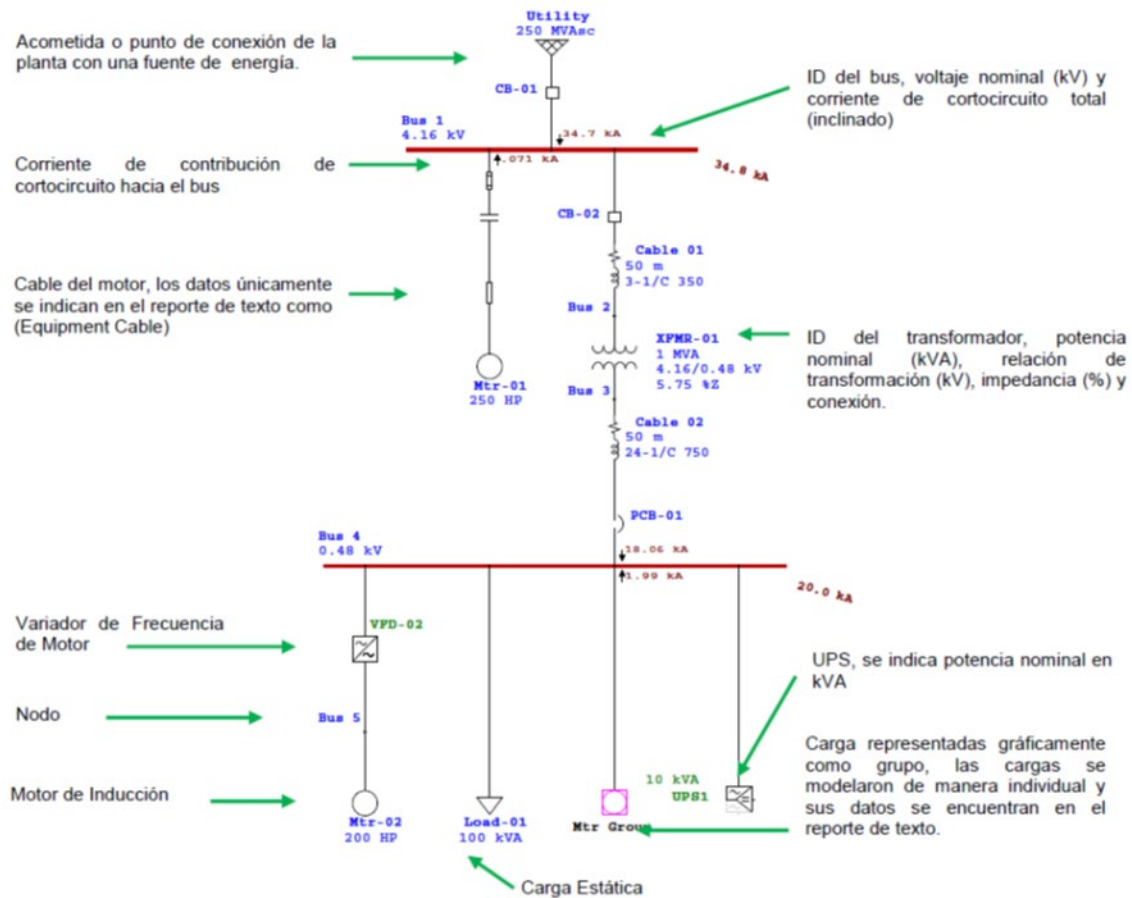 Utility
250 MVAsc
Acometida o punto de conexión de la
planta con una fuente de energía.
CB-01
ID del bus, voltaje nominal (kV) y
corriente de cortocircuito total
(inclinado)
Bus 1
4.16 kV
34.7 kA
.071 kA
34.8 kA
Corriente de contribución de
cortocircuito hacia el bus
CB-02
Cable 01
50 m
3-1/C 350
Cable del motor, los datos únicamente
se indican en el reporte de texto como
(Equipment Cable)
Bus 2
XFMR-01
1 MVA
4.16/0.48 kV
5.75 %Z
ID del transformador, potencia
nominal (kVA), relación de
transformación (kV), impedancia (%) y
conexión.
Mtr-01
250 HP
Bus 3
Cable 02
50 m
24-1/C 750
PCB-01
Bus 4
0.48 kV
18.06 kA
1.99 kA
20.0 kA
Variador de Frecuencia
de Motor
VFD-02
UPS, se indica potencia nominal en
kVA
Nodo
Bus 5
Carga representadas gráficamente
como grupo, las cargas se
modelaron de manera individual y
sus datos se encuentran en el
reporte de texto.
Motor de Inducción
10 kVA
UPS1
Mtr-02
200 HP
Load-01
100 kVA
Mtr Group
Carga Estática